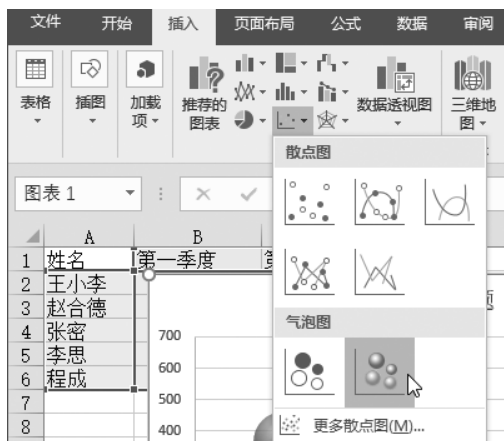 文件 开始 插入 页面布局 公式 数据 审阅
表格 插图 加载项 推荐的图表 数据透视图 三维地图
图表 1
A B
1 姓名 第一季度
2 王小李
3 赵合德
4 张密
5 李思
6 程成
7
8
700
600
500
400
散点图
气泡图
更多散点图(M)...